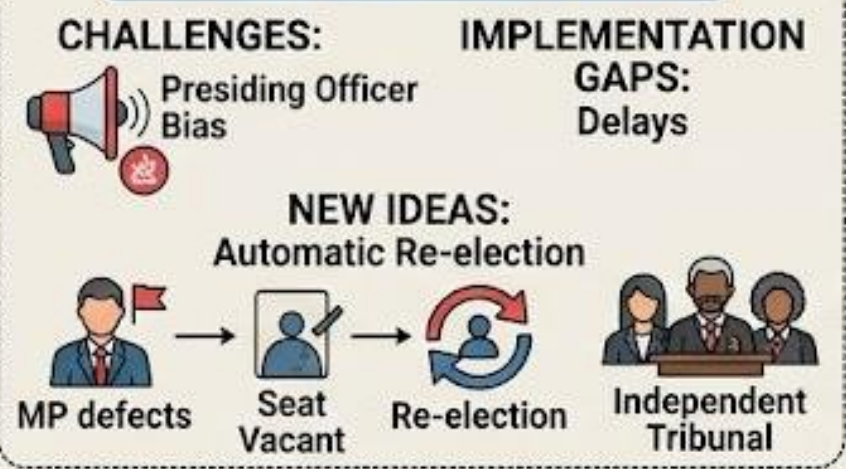 CHALLENGES:
Presiding Officer
Bias
IMPLEMENTATION
GAPS:
Delays
NEW IDEAS:
Automatic Re-election
MP defects
Seat
Vacant
Re-election
Independent
Tribunal